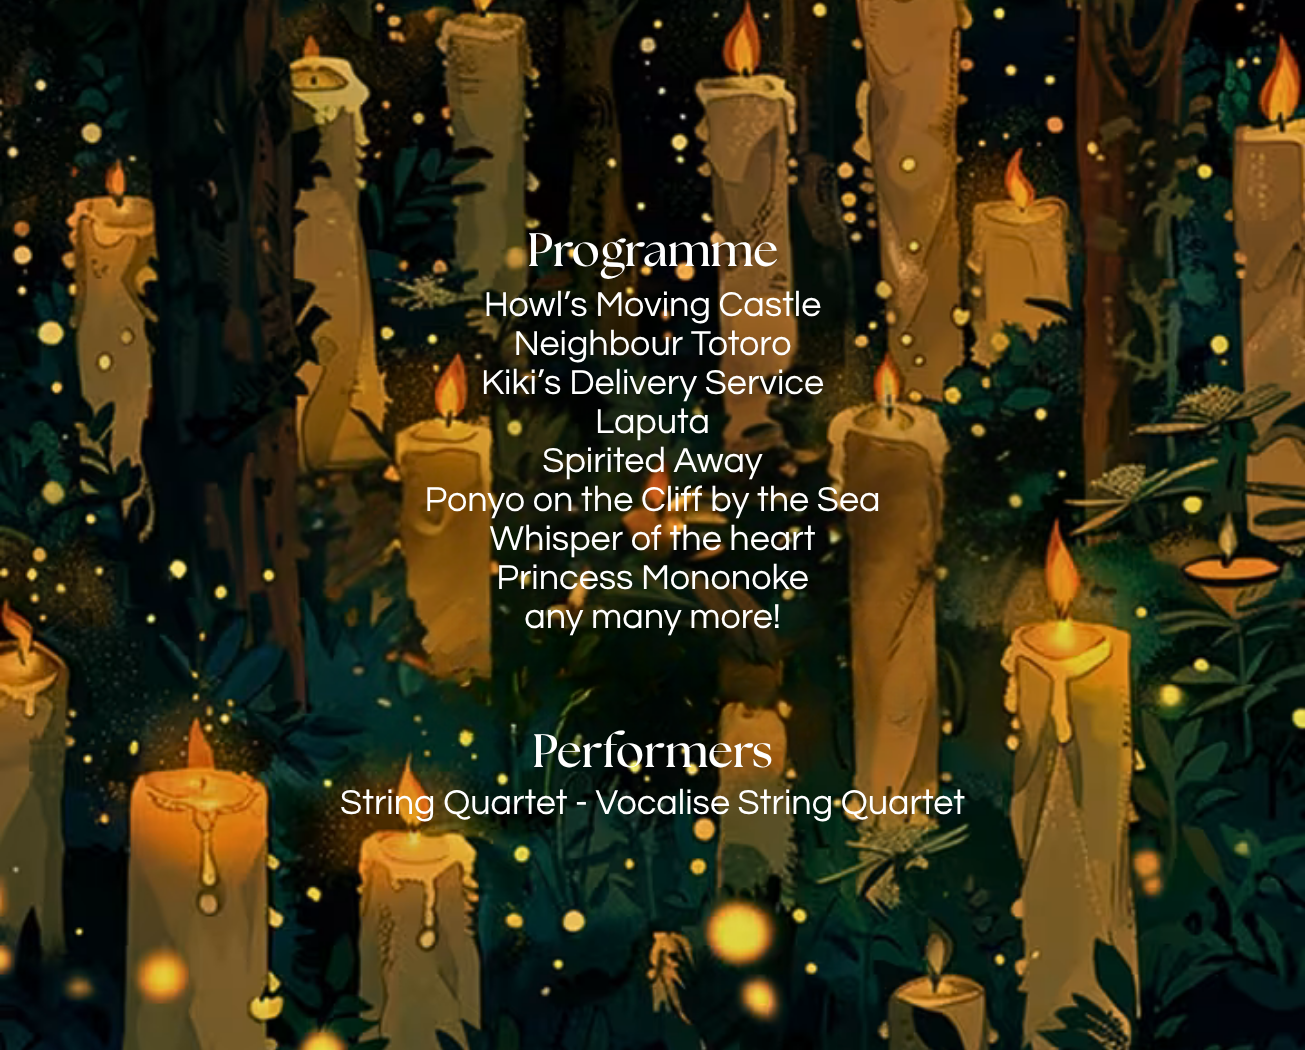 Programme
Howl’s Moving Castle
Neighbour Totoro
Kiki’s Delivery Service
Laputa
Spirited Away
Ponyo on the Cliff by the Sea
Whisper of the heart
Princess Mononoke
any many more!
Performers
String Quartet - Vocalise String Quartet